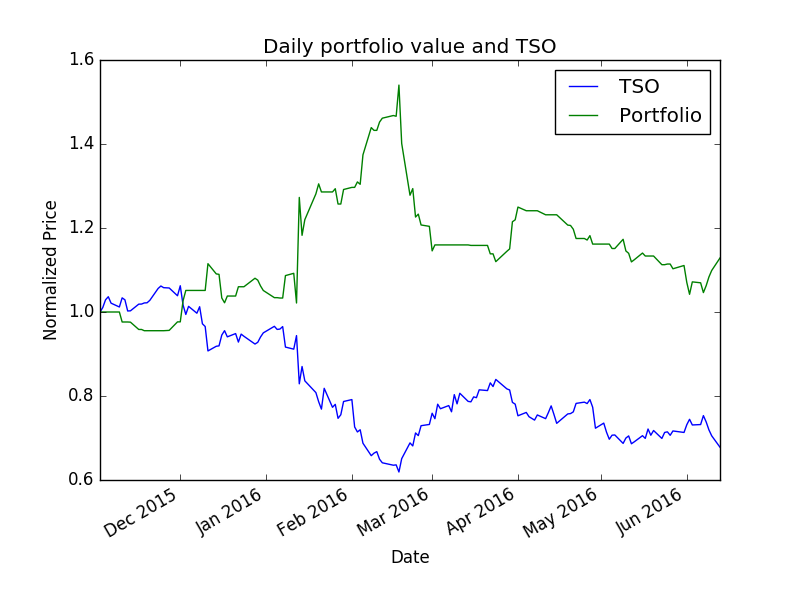 Daily portfolio value and TSO
TSO
Portfolio
1.6
1.4
1.2
1.0
0.8
0.6
Normalized Price
Dec 2015
Jan 2016
Feb 2016
Mar 2016
Apr 2016
May 2016
Jun 2016
Date